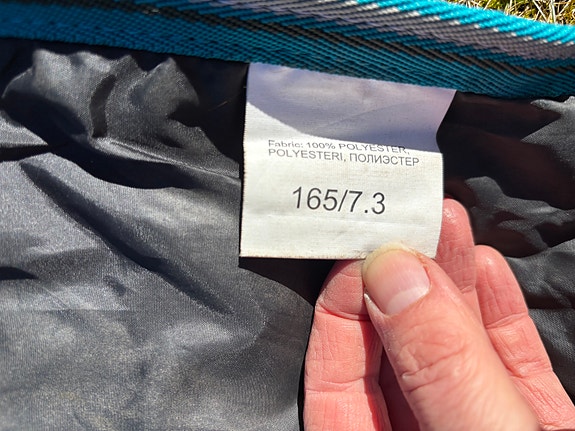 Fabric: 100% POLYESTER,
POLYESTERI, ПОЛИЭСТЕР
165/7.3